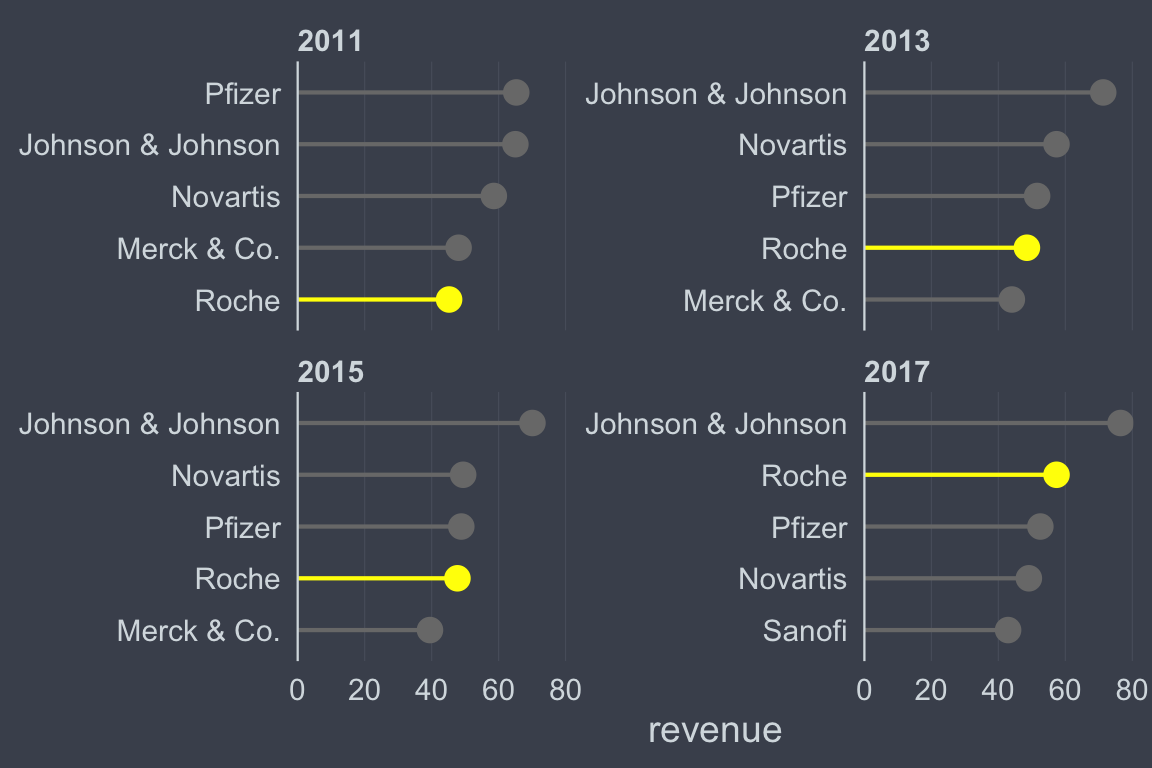 2011
Pfizer
Johnson & Johnson
Novartis
Merck & Co.
Roche
2013
Johnson & Johnson
Novartis
Pfizer
Roche
Merck & Co.
2015
Johnson & Johnson
Novartis
Pfizer
Roche
Merck & Co.
0 20 40 60 80
2017
Johnson & Johnson
Roche
Pfizer
Novartis
Sanofi
0 20 40 60 80
revenue